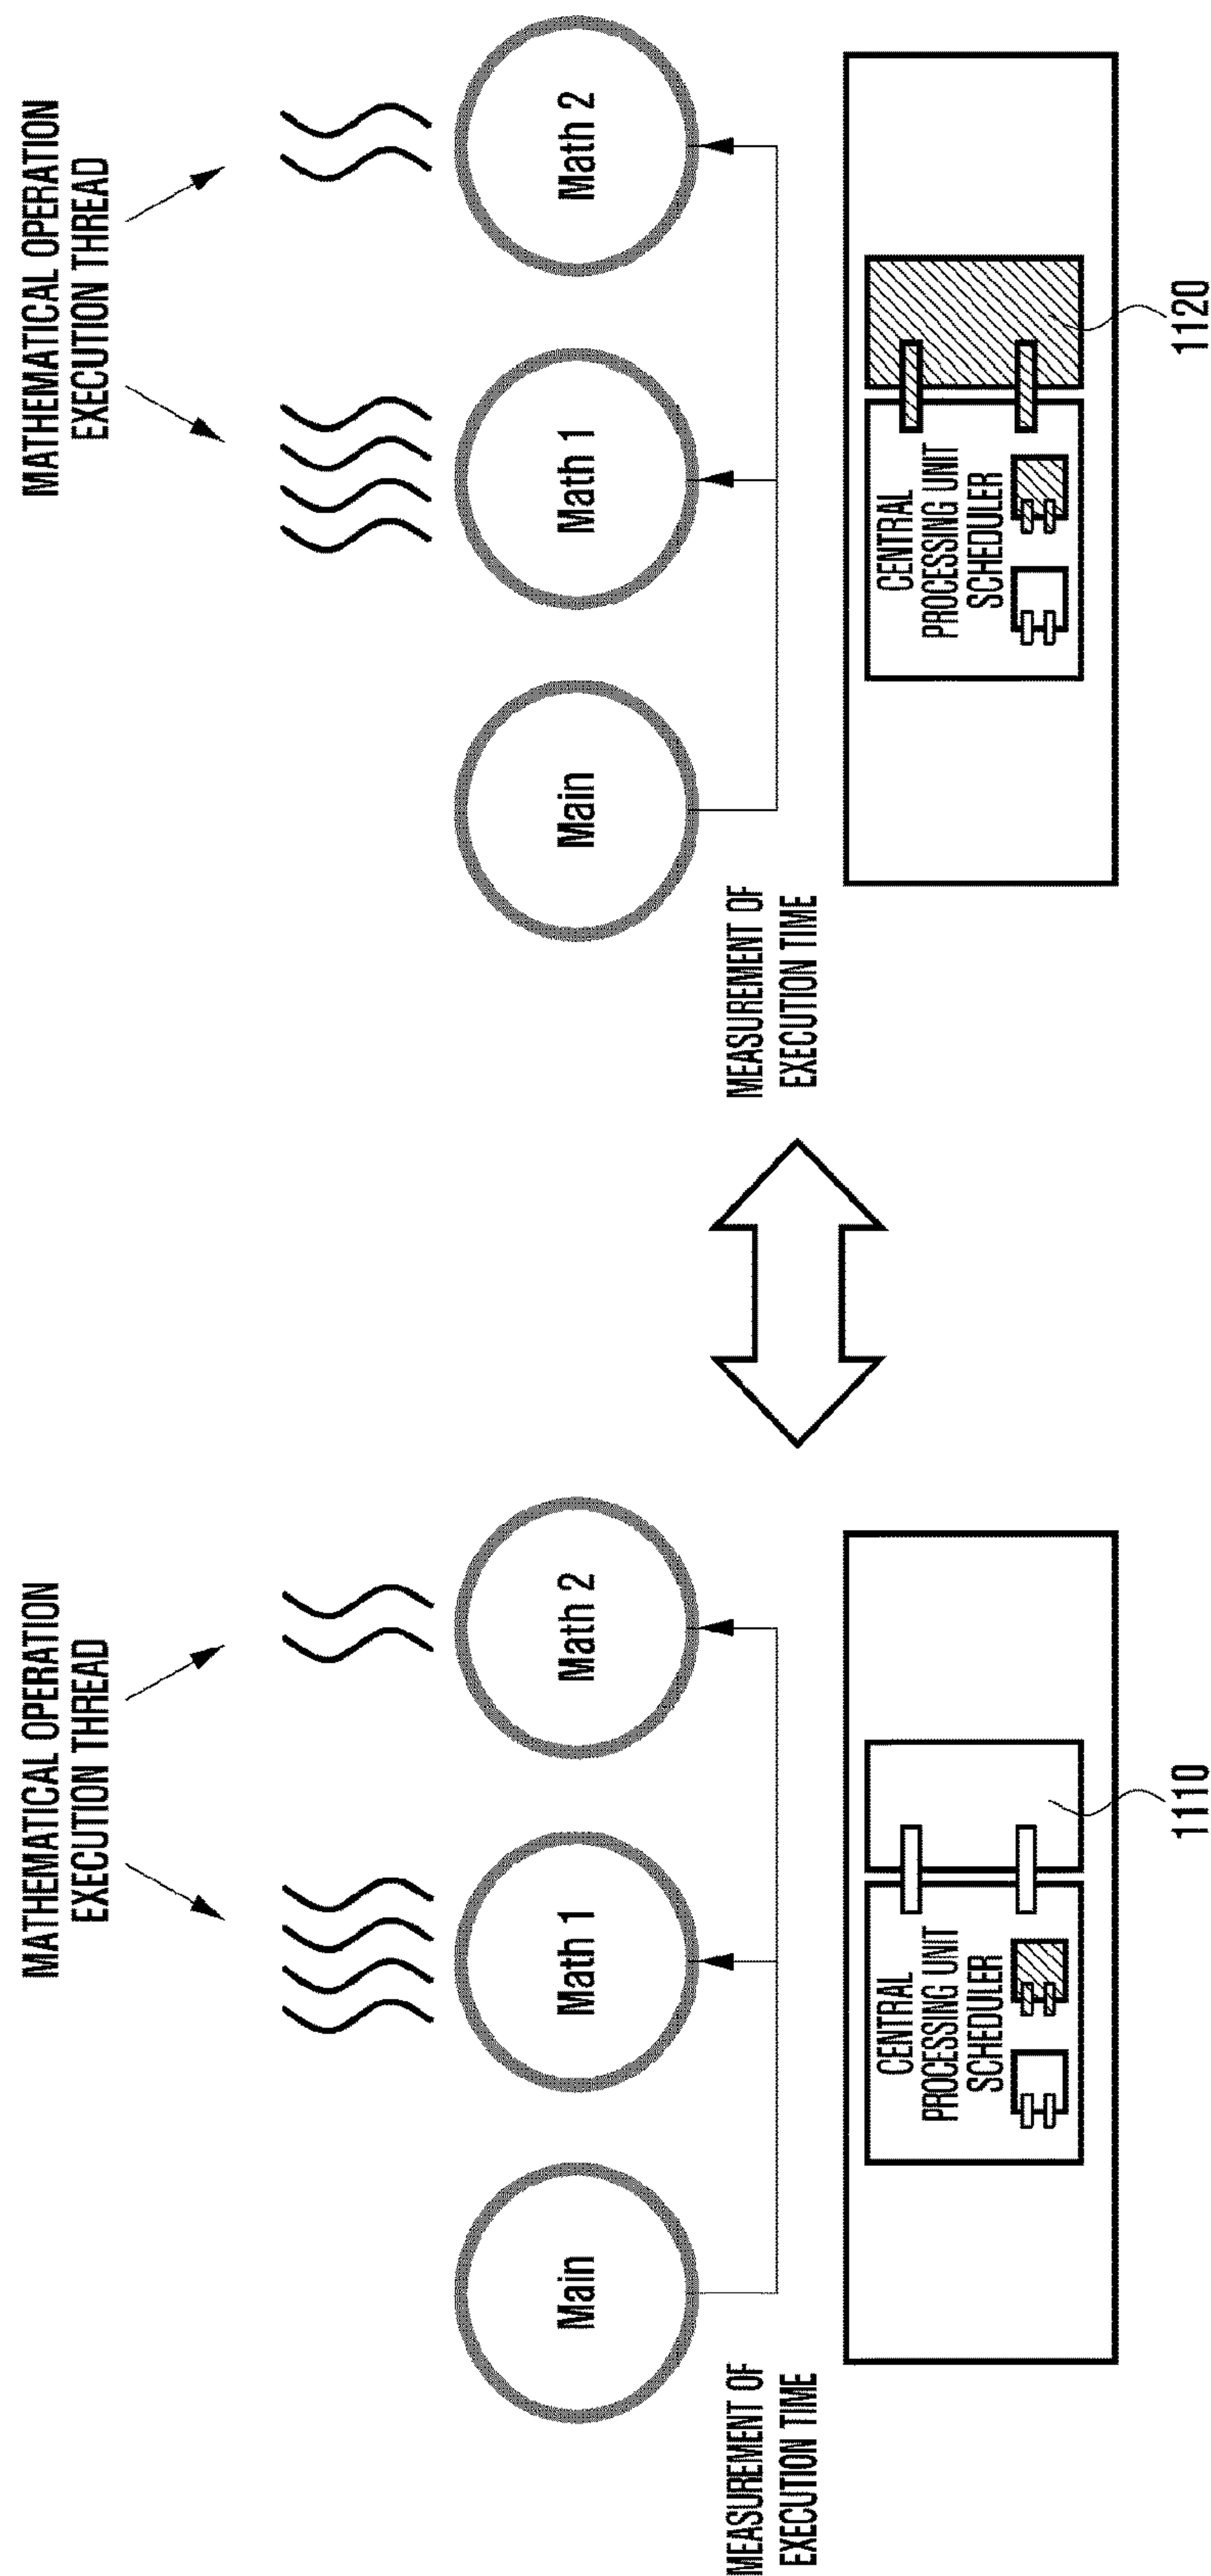 MATHEMATICAL OPERATION
EXECUTION THREAD
Main
Math 1
Math 2
MEASUREMENT OF
EXECUTION TIME
CENTRAL
PROCESSING UNIT
SCHEDULER
1110
MATHEMATICAL OPERATION
EXECUTION THREAD
Main
Math 1
Math 2
MEASUREMENT OF
EXECUTION TIME
CENTRAL
PROCESSING UNIT
SCHEDULER
1120